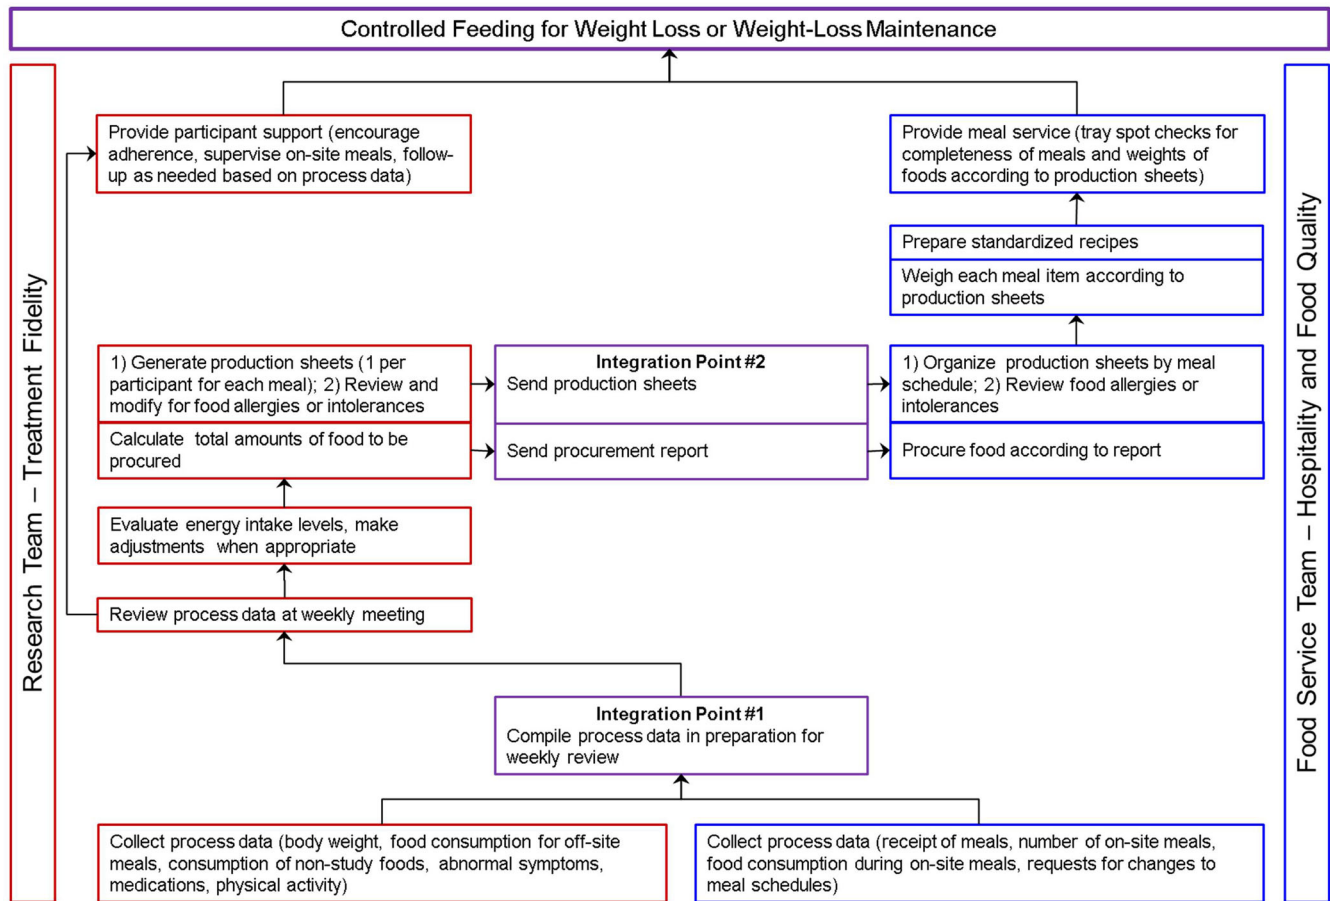 Controlled Feeding for Weight Loss or Weight-Loss Maintenance
Research Team – Treatment Fidelity
Provide participant support (encourage
adherence, supervise on-site meals, follow-
up as needed based on process data)
Provide meal service (tray spot checks for
completeness of meals and weights of
foods according to production sheets)
Food Service Team – Hospitality and Food Quality
Prepare standardized recipes
Weigh each meal item according to
production sheets
1) Generate production sheets (1 per
participant for each meal); 2) Review and
modify for food allergies or intolerances
Integration Point #2
Send production sheets
1) Organize production sheets by meal
schedule; 2) Review food allergies or
intolerances
Calculate total amounts of food to be
procured
Send procurement report
Procure food according to report
Evaluate energy intake levels, make
adjustments when appropriate
Review process data at weekly meeting
Integration Point #1
Compile process data in preparation for
weekly review
Collect process data (body weight, food consumption for off-site
meals, consumption of non-study foods, abnormal symptoms,
medications, physical activity)
Collect process data (receipt of meals, number of on-site meals,
food consumption during on-site meals, requests for changes to
meal schedules)